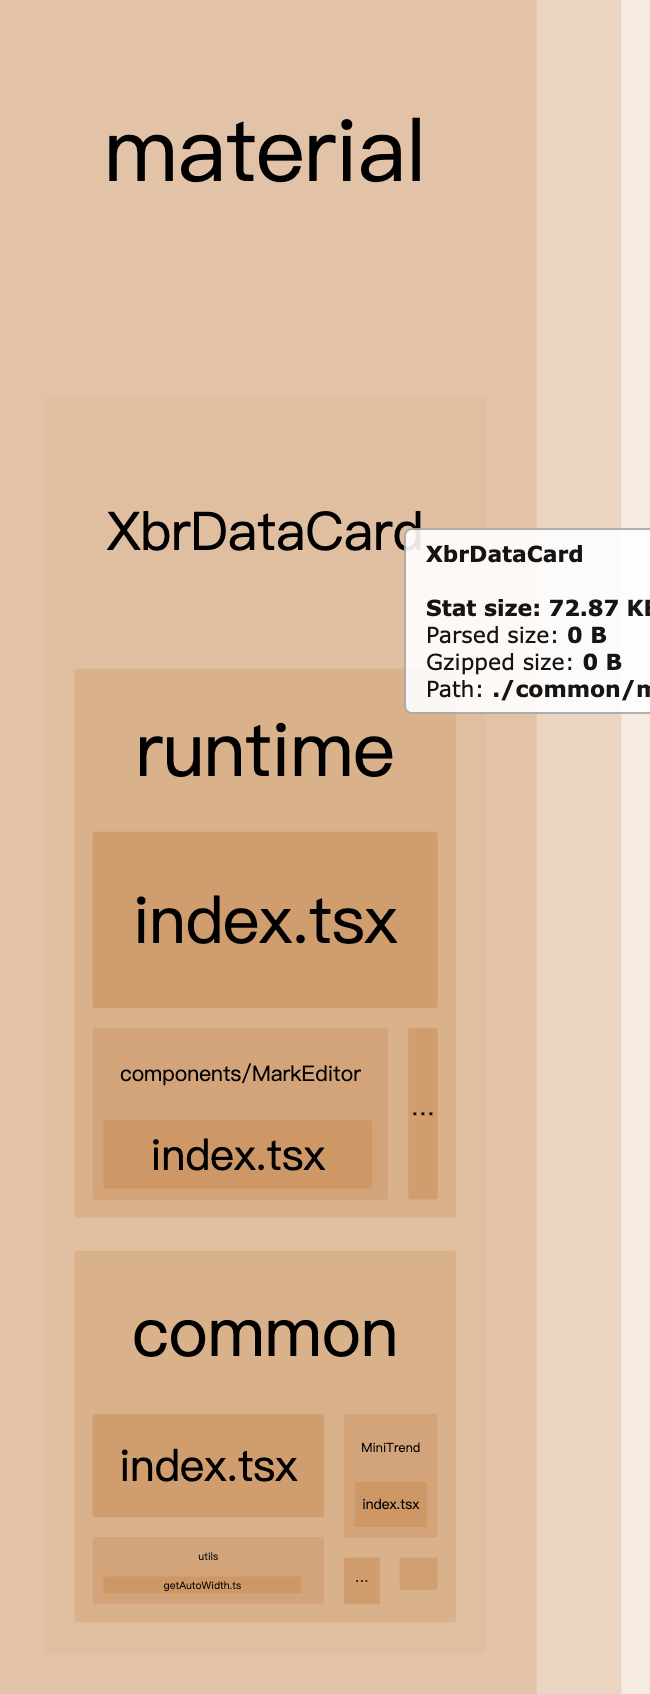 material
XbrDataCard
XbrDataCard
Stat size: 72.87 KB
Parsed size: 0 B
Gzipped size: 0 B
Path: ./common/m
runtime
index.tsx
components/MarkEditor
...
index.tsx
common
index.tsx
MiniTrend
index.tsx
utils
getAutoWidth.ts
...